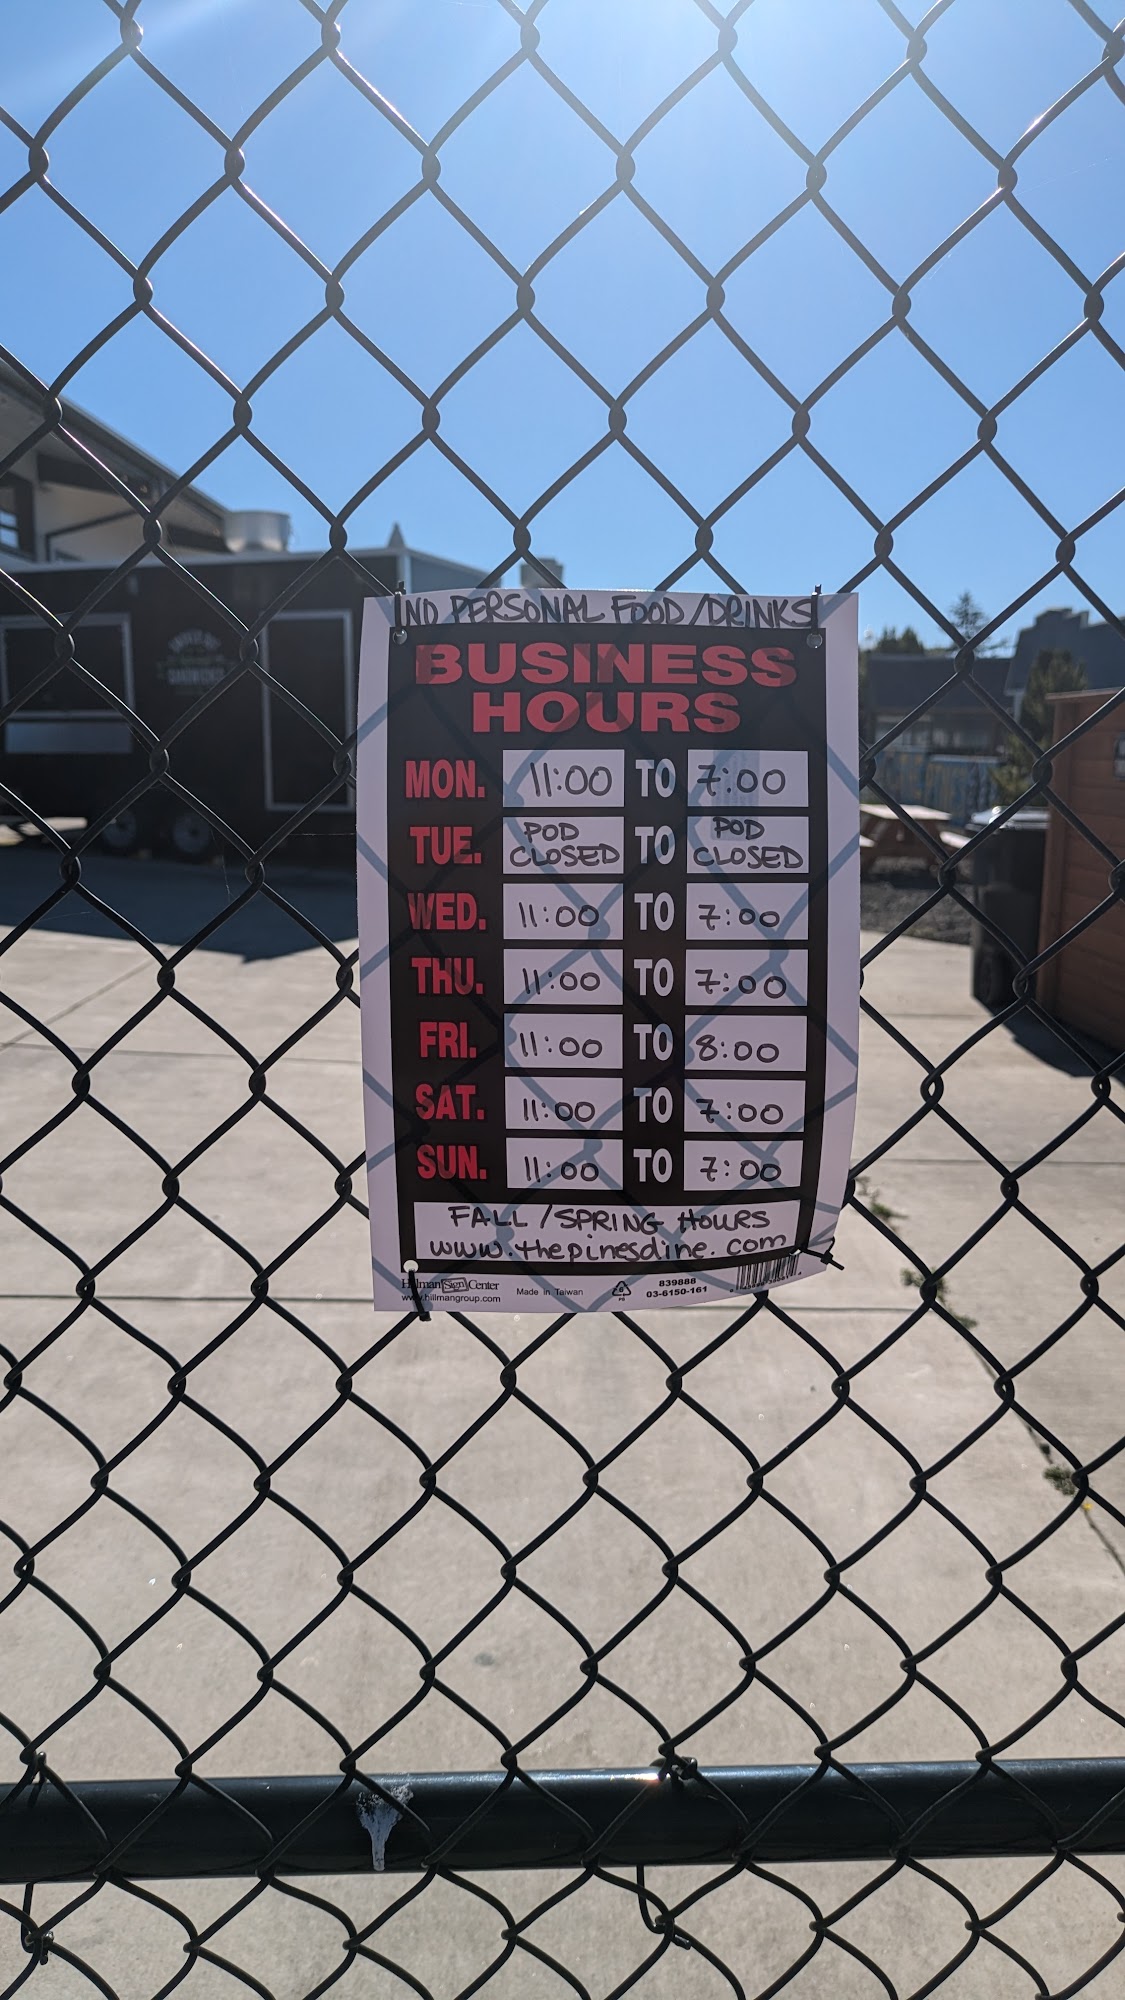 NO PERSONAL FOOD/DRINKS
BUSINESS
HOURS
MON. 11:00 TO 7:00
TUE. POD CLOSED TO POD CLOSED
WED. 11:00 TO 7:00
THU. 11:00 TO 7:00
FRI. 11:00 TO 8:00
SAT. 11:00 TO 7:00
SUN. 11:00 TO 7:00
FALL/SPRING HOURS
www.thepinesdine.com
Hillman Sign Center
www.hillmangroup.com
Made in Taiwan
839888
03-6150-161
SANDWICHES